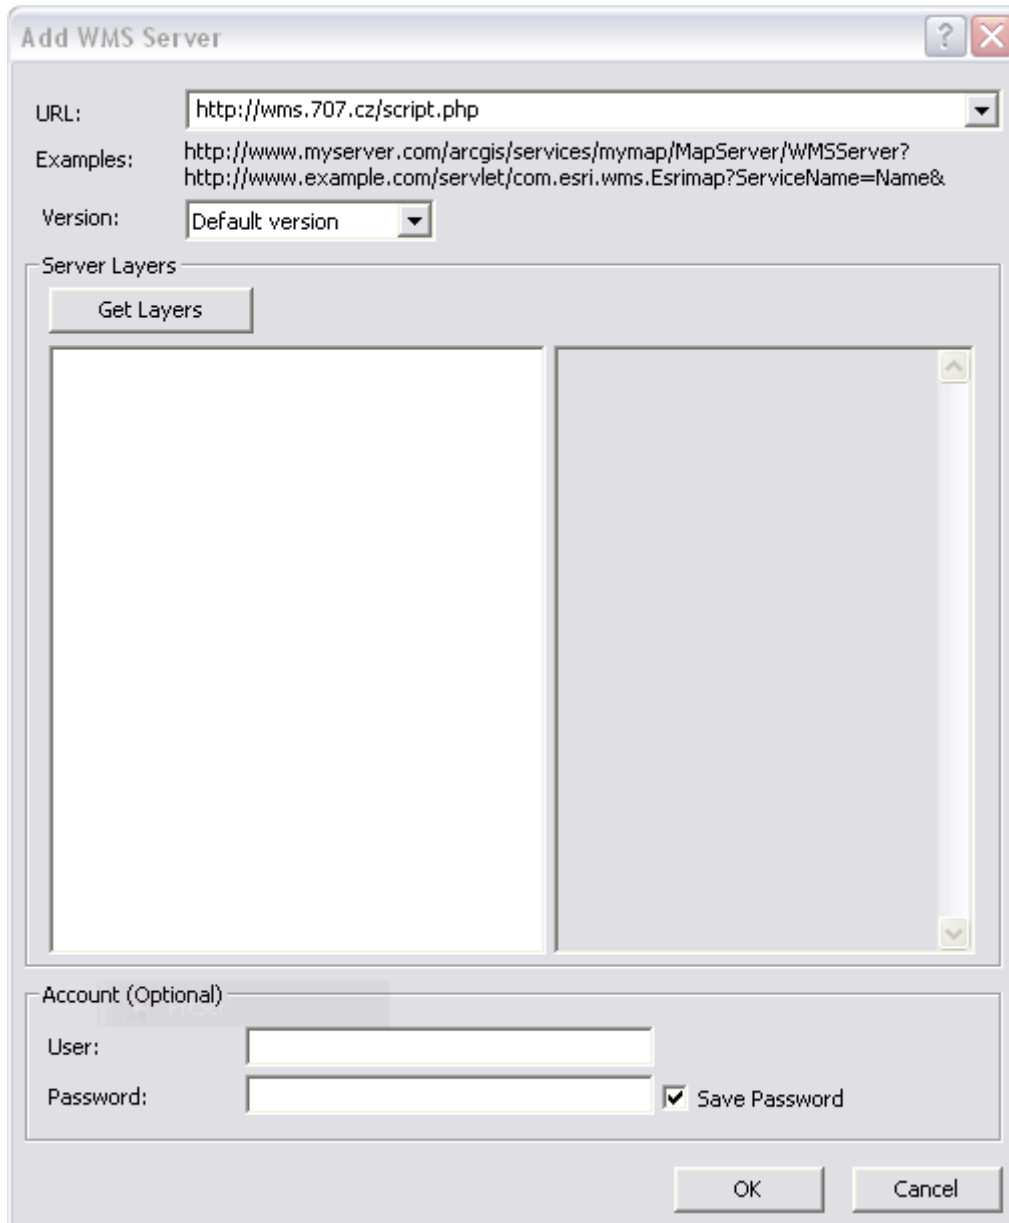 Add WMS Server
URL: http://wms.707.cz/script.php
Examples: http://www.myserver.com/arcgis/services/mymap/MapServer/WMSServer?
http://www.example.com/servlet/com.esri.wms.Esrimap?ServiceName=Name&
Version: Default version
Server Layers
Get Layers
Account (Optional)
User:
Password:
Save Password
OK
Cancel